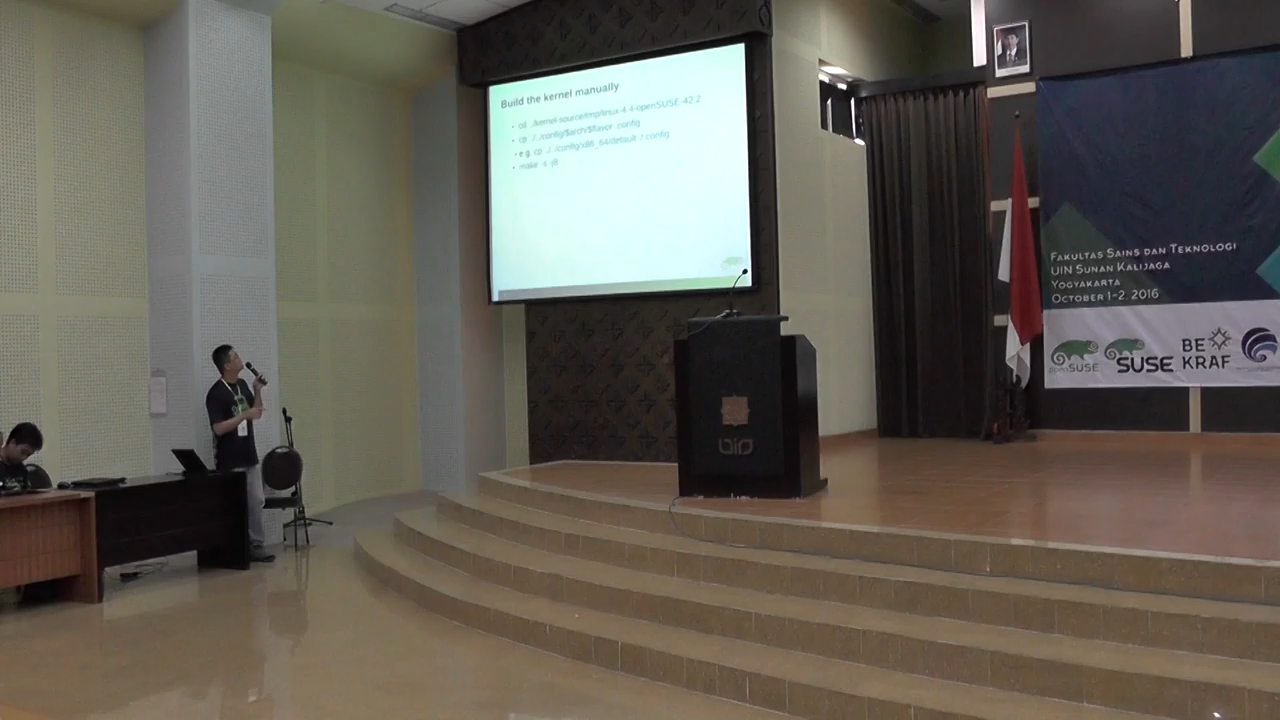 Build the kernel manually
• cd ./kernel-source/tmp/linux-4.4-openSUSE-42.2
• cp ./../config/$arch/$flavor .config
• e.g. cp ./../config/x86_64/default ./.config
• make -s -j8
FAKULTAS SAINS DAN TEKNOLOGI
UIN SUNAN KALIJAGA
YOGYAKARTA
OCTOBER 1-2, 2016
openSUSE
SUSE
BE
KRAF
uin